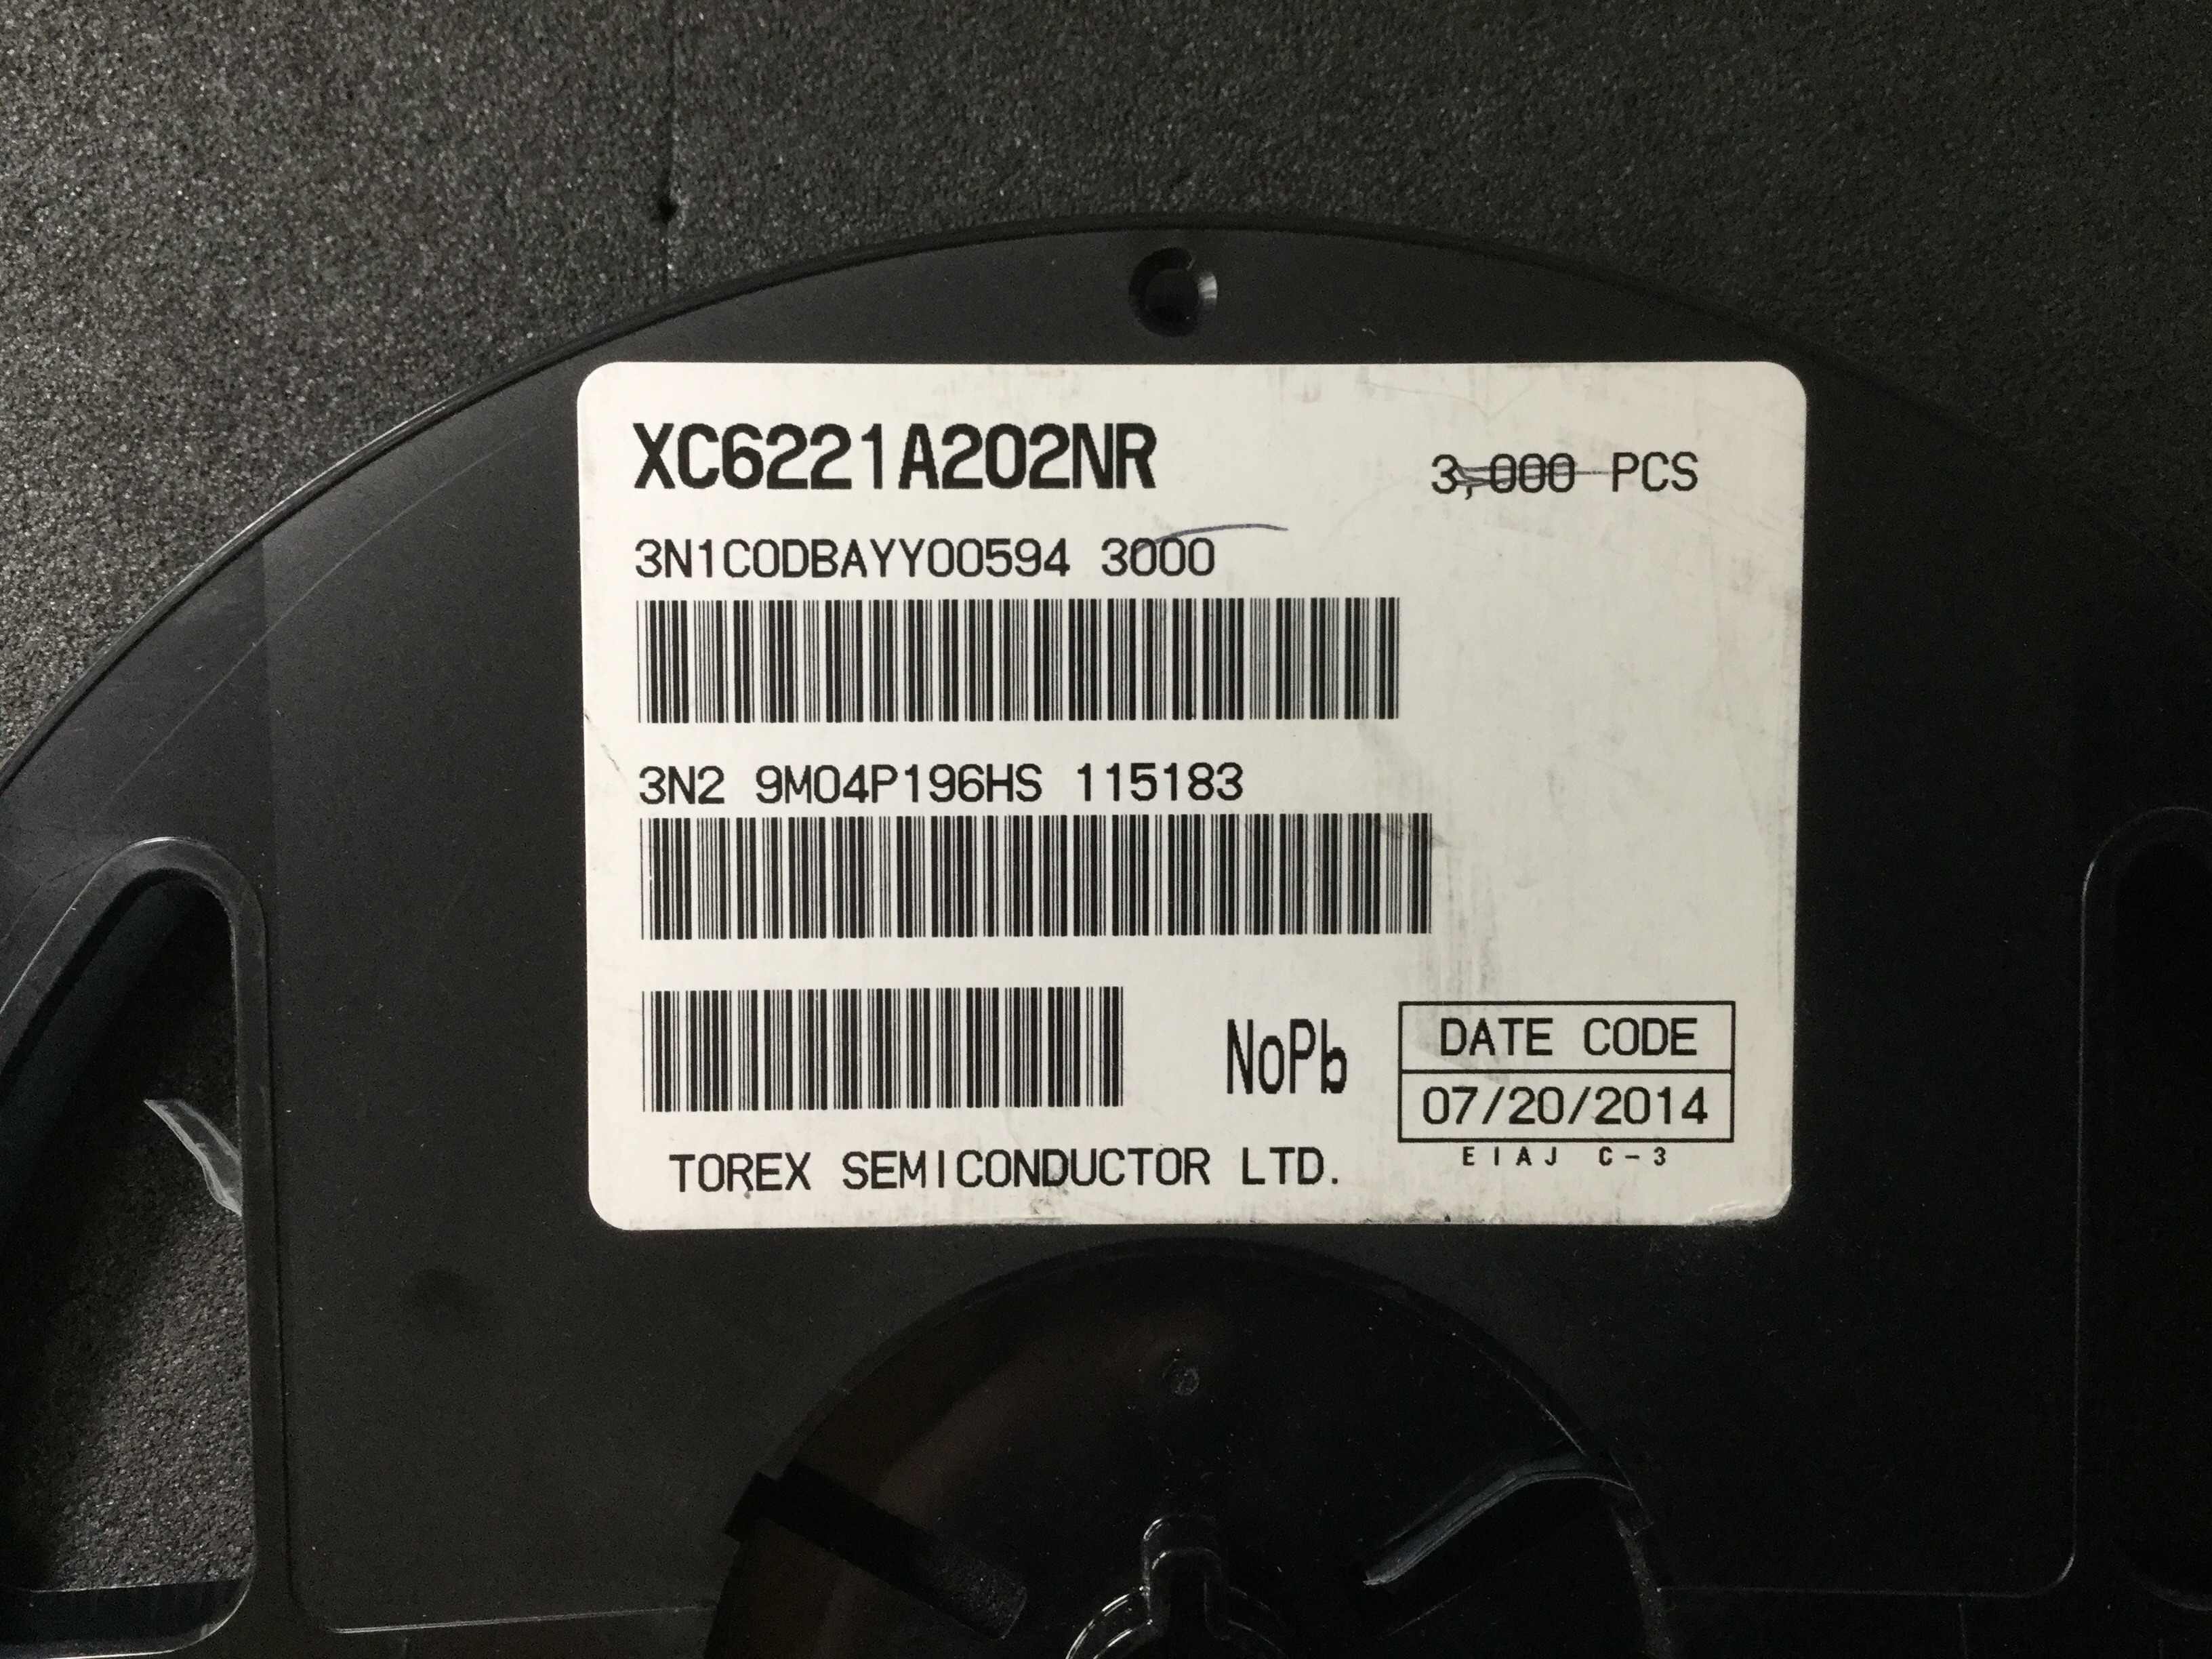 XC6221A202NR
3,000 PCS
3N1C0DBAYY00594 3000
3N2 9M04P196HS 115183
NoPb
DATE CODE
07/20/2014
EIAJ C-3
TOREX SEMICONDUCTOR LTD.